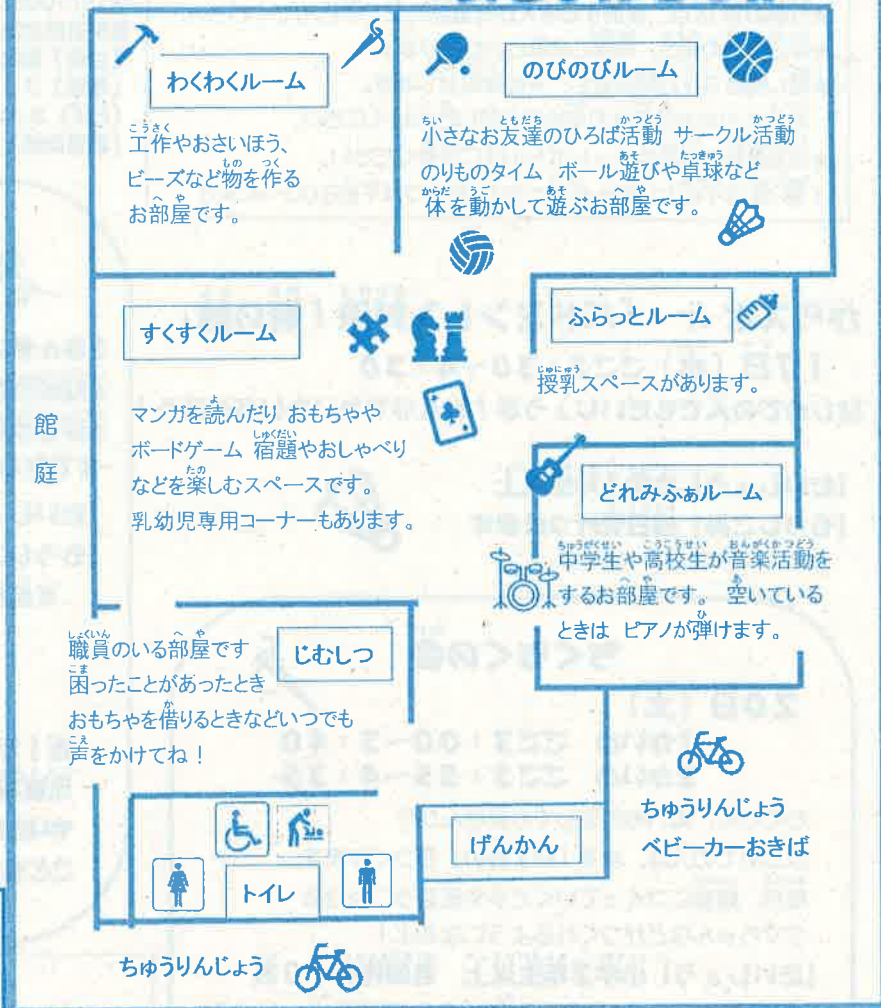 わくわくルーム
工作やおさいほう、
ビーズなど物を作る
お部屋です。
のびのびルーム
小さなお友達のひろば活動 サークル活動
のりものタイム ボール遊びや卓球など
体を動かして遊ぶお部屋です。
すくすくルーム
マンガを読んだり おもちゃや
ボードゲーム 宿題やおしゃべり
などを楽しむスペースです。
乳幼児専用コーナーもあります。
ふらっとルーム
授乳スペースがあります。
どれみふぁルーム
中学生や高校生が音楽活動を
するお部屋です。 空いている
ときは ピアノが弾けます。
館庭
職員のいる部屋です
困ったことがあったとき
おもちゃを借りるときなどいつでも
声をかけてね!
じむしつ
トイレ
げんかん
ちゅうりんじょう
ベビーカーおきば
ちゅうりんじょう